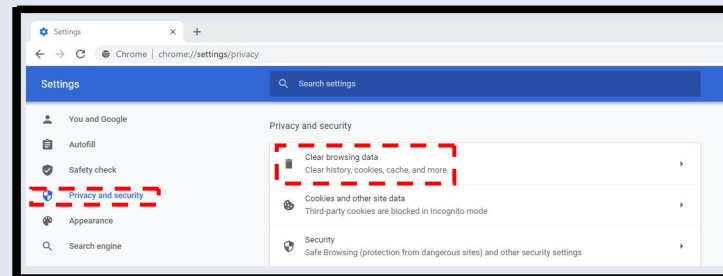 Settings
Chrome | chrome://settings/privacy
Settings
Search settings
You and Google
Autofill
Safety check
Privacy and security
Appearance
Search engine
Privacy and security
Clear browsing data
Clear history, cookies, cache, and more
Cookies and other site data
Third-party cookies are blocked in Incognito mode
Security
Safe Browsing (protection from dangerous sites) and other security settings